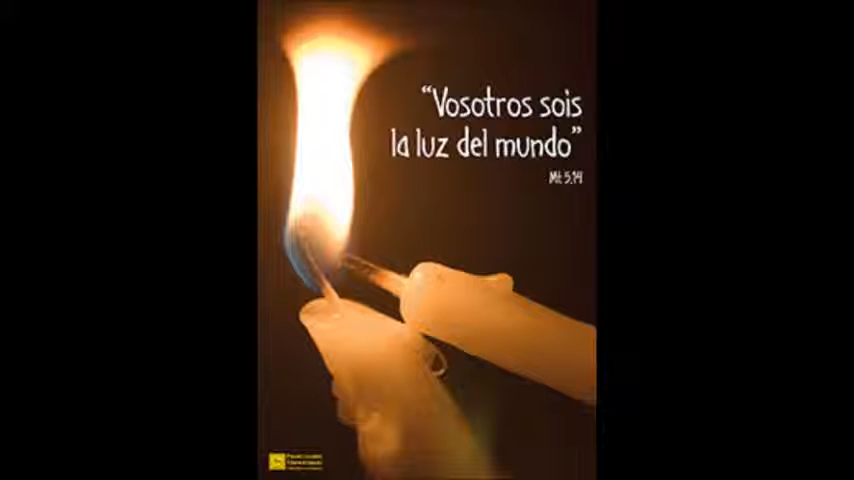 “Vosotros sois
la luz del mundo”
Mt 5,14